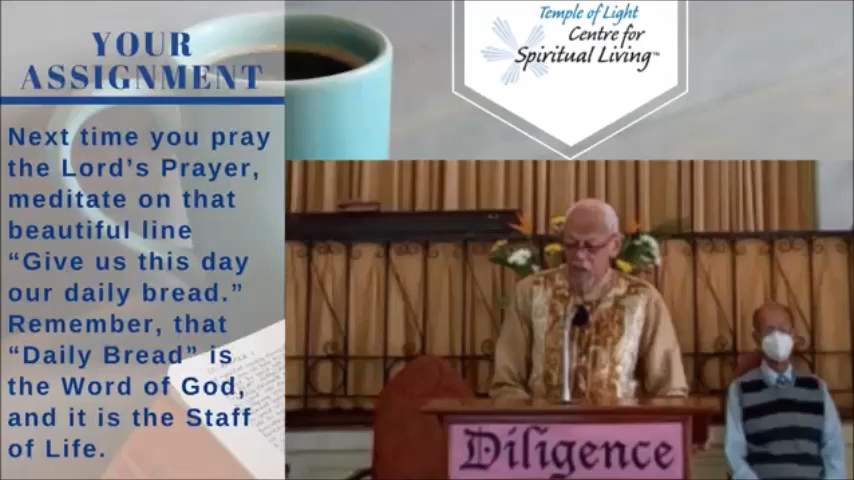 YOUR
ASSIGNMENT
Next time you pray
the Lord's Prayer,
meditate on that
beautiful line
“Give us this day
our daily bread.”
Remember, that
“Daily Bread” is
the Word of God,
and it is the Staff
of Life.
Temple of Light
Centre for
Spiritual Living™
Diligence